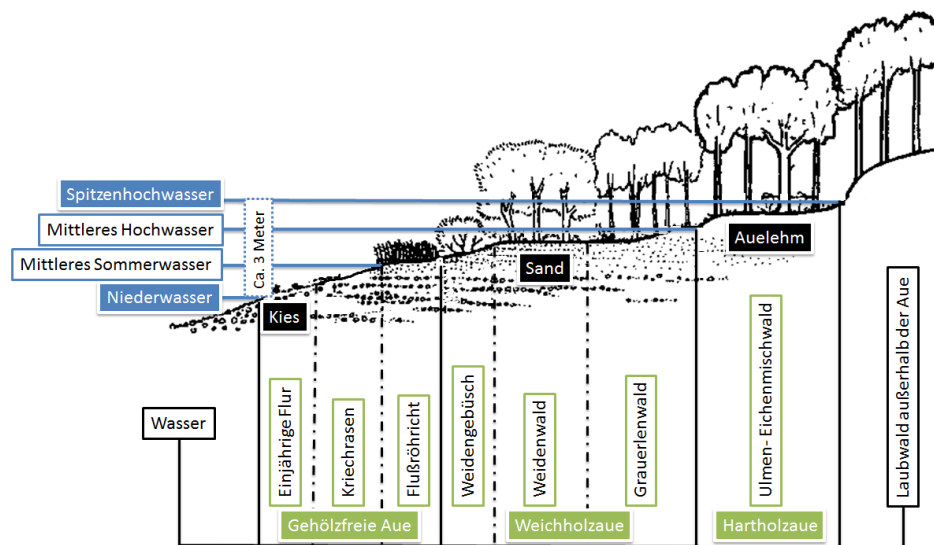 Spitzenhochwasser
Mittleres Hochwasser
Mittleres Sommerwasser
Niederwasser
Ca. 3 Meter
Kies
Sand
Auelehm
Wasser
Einjährige Flur
Kriechrasen
Flußröhricht
Weidengebüsch
Weidenwald
Grauerlenwald
Ulmen- Eichenmischwald
Laubwald außerhalb der Aue
Gehölzfreie Aue
Weichholzaue
Hartholzaue